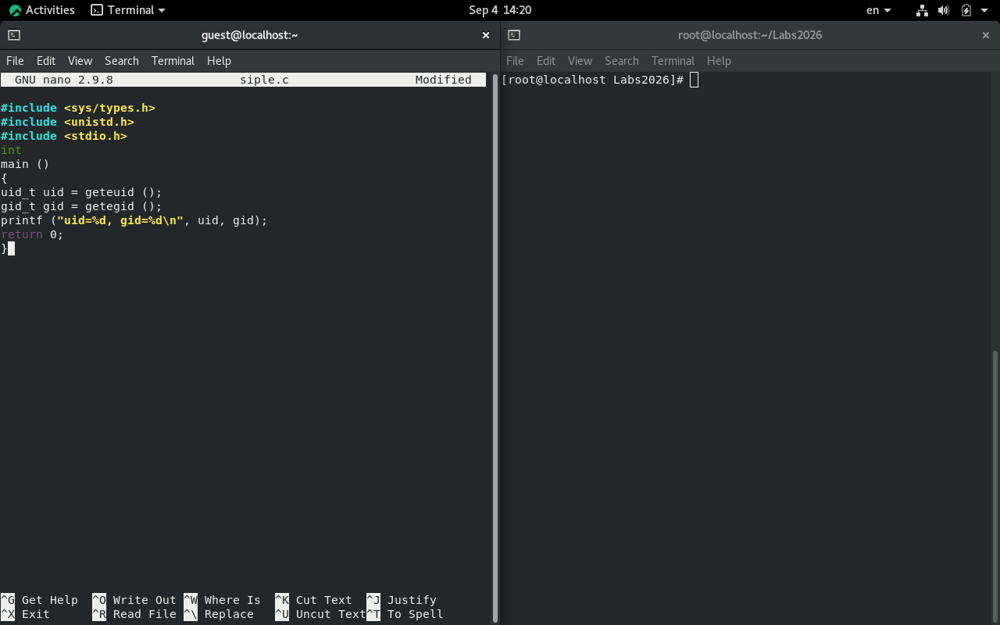 Activities Terminal Sep 4 14:20 en
guest@localhost:~ ×
File Edit View Search Terminal Help
GNU nano 2.9.8 siple.c Modified
#include <sys/types.h>
#include <unistd.h>
#include <stdio.h>
int
main ()
{
uid_t uid = geteuid ();
gid_t gid = getegid ();
printf ("uid=%d, gid=%d\n", uid, gid);
return 0;
}
^G Get Help ^O Write Out ^W Where Is ^K Cut Text ^J Justify
^X Exit ^R Read File ^\ Replace ^U Uncut Text ^T To Spell
root@localhost:~/Labs2026 ×
File Edit View Search Terminal Help
[root@localhost Labs2026]#